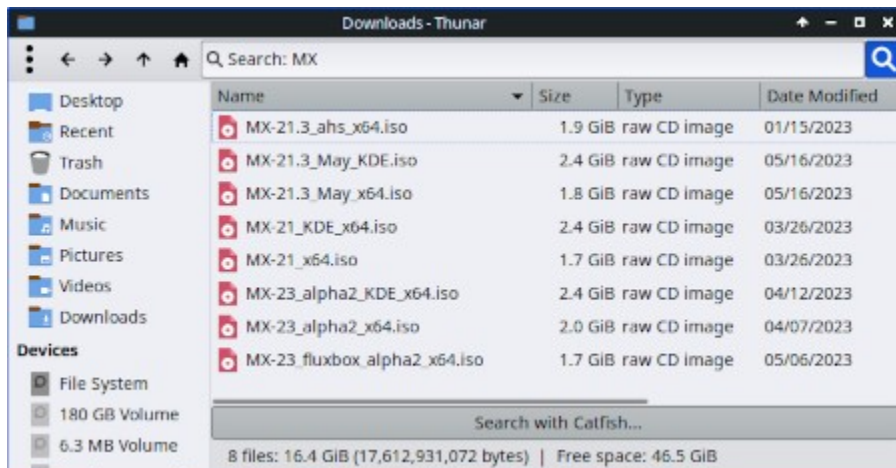 Downloads - Thunar
Search: MX
Name Size Type Date Modified
Desktop
Recent
Trash
Documents
Music
Pictures
Videos
Downloads
Devices
File System
180 GB Volume
6.3 MB Volume
MX-21.3_ahs_x64.iso 1.9 GiB raw CD image 01/15/2023
MX-21.3_May_KDE.iso 2.4 GiB raw CD image 05/16/2023
MX-21.3_May_x64.iso 1.8 GiB raw CD image 05/16/2023
MX-21_KDE_x64.iso 2.4 GiB raw CD image 03/26/2023
MX-21_x64.iso 1.7 GiB raw CD image 03/26/2023
MX-23_alpha2_KDE_x64.iso 2.4 GiB raw CD image 04/12/2023
MX-23_alpha2_x64.iso 2.0 GiB raw CD image 04/07/2023
MX-23_fluxbox_alpha2_x64.iso 1.7 GiB raw CD image 05/06/2023
Search with Catfish...
8 files: 16.4 GiB (17,612,931,072 bytes) | Free space: 46.5 GiB